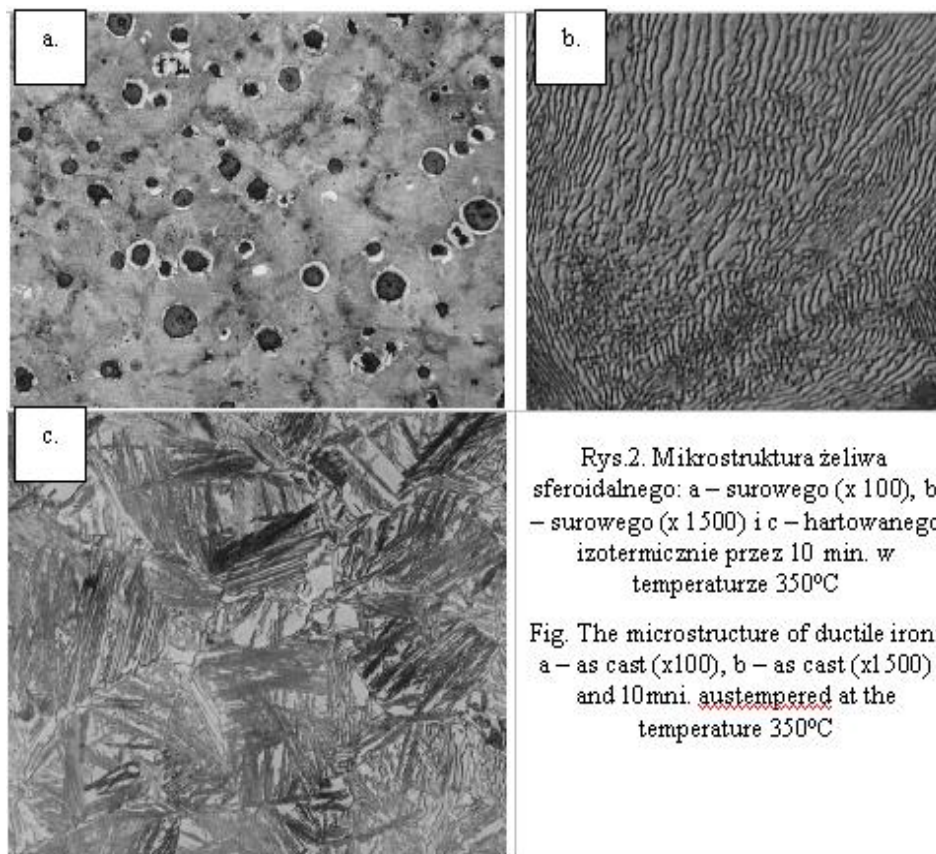 a.
b.
c.
Rys.2. Mikrostruktura żeliwa
sferoidalnego: a – surowego (x 100), b
– surowego (x 1500) i c – hartowanego
izotermicznie przez 10 min. w
temperaturze 350ºC
Fig. The microstructure of ductile iron
a – as cast (x100), b – as cast (x1500)
and 10mni. austempered at the
temperature 350ºC